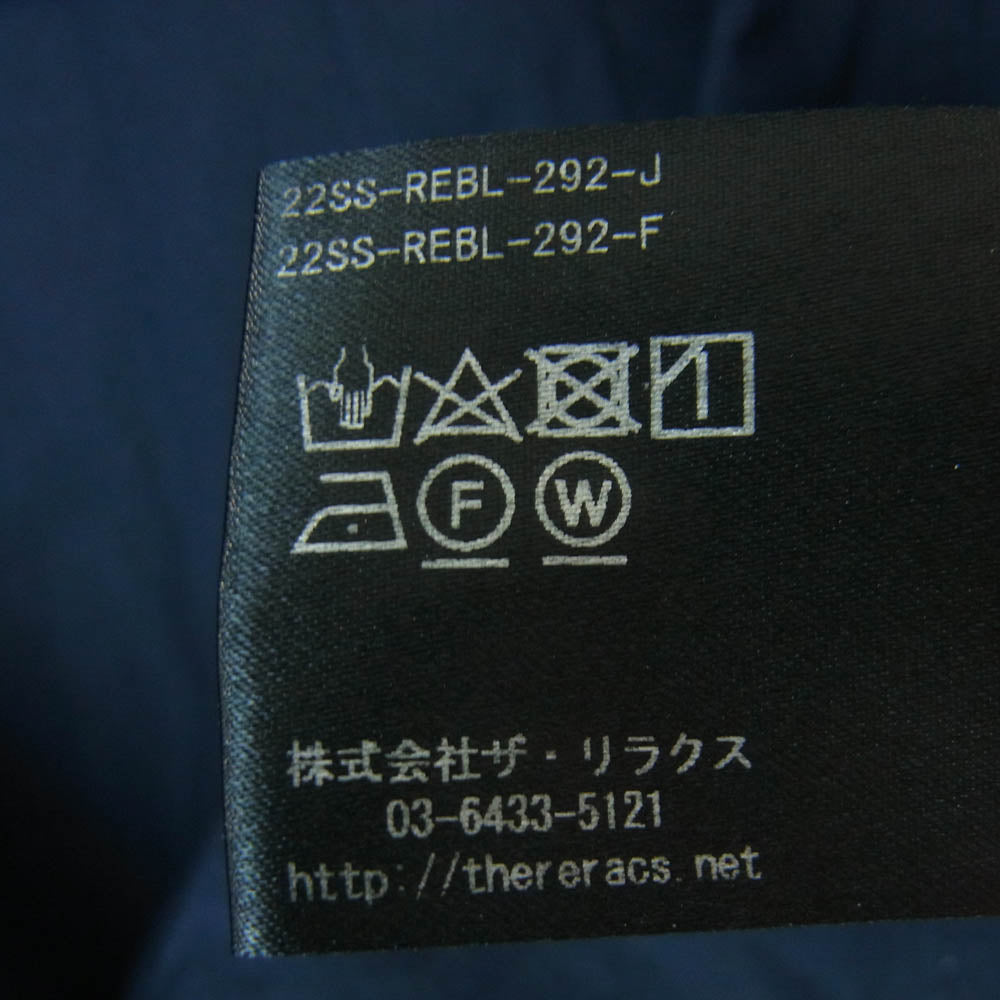 22SS-REBL-292-J
22SS-REBL-292-F
F W
株式会社ザ・リラクス
03-6433-5121
http://thereracs.net